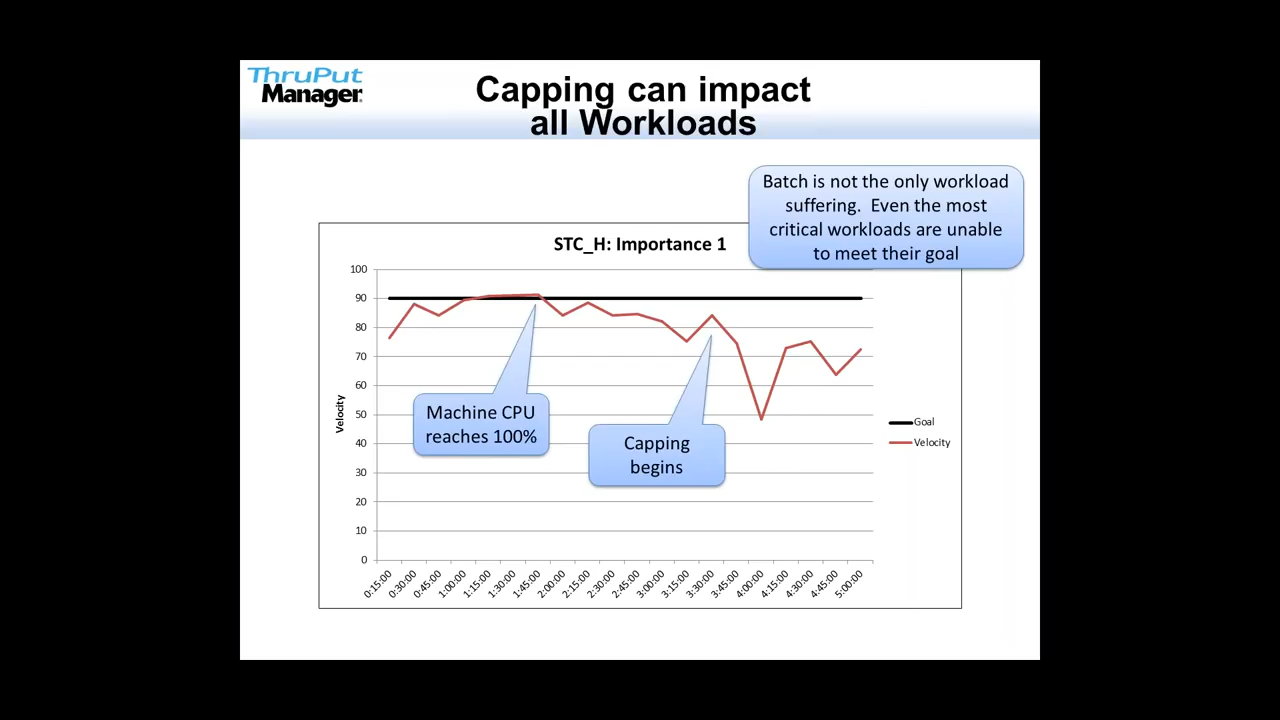 ThruPut
Manager®
Capping can impact
all Workloads
Batch is not the only workload
suffering.  Even the most
critical workloads are unable
to meet their goal
STC_H: Importance 1
100
90
80
70
60
50
40
30
20
10
0
Velocity
Machine CPU
reaches 100%
Capping
begins
Goal
Velocity
0:15:00
0:30:00
0:45:00
1:00:00
1:15:00
1:30:00
1:45:00
2:00:00
2:15:00
2:30:00
2:45:00
3:00:00
3:15:00
3:30:00
3:45:00
4:00:00
4:15:00
4:30:00
4:45:00
5:00:00